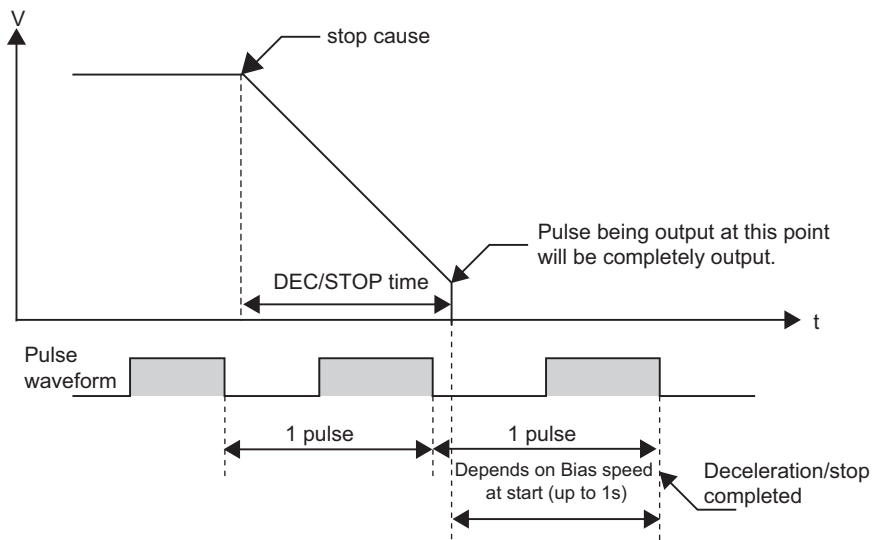 V
stop cause
Pulse being output at this point
will be completely output.
DEC/STOP time
t
Pulse
waveform
1 pulse
1 pulse
Depends on Bias speed
at start (up to 1s)
Deceleration/stop
completed